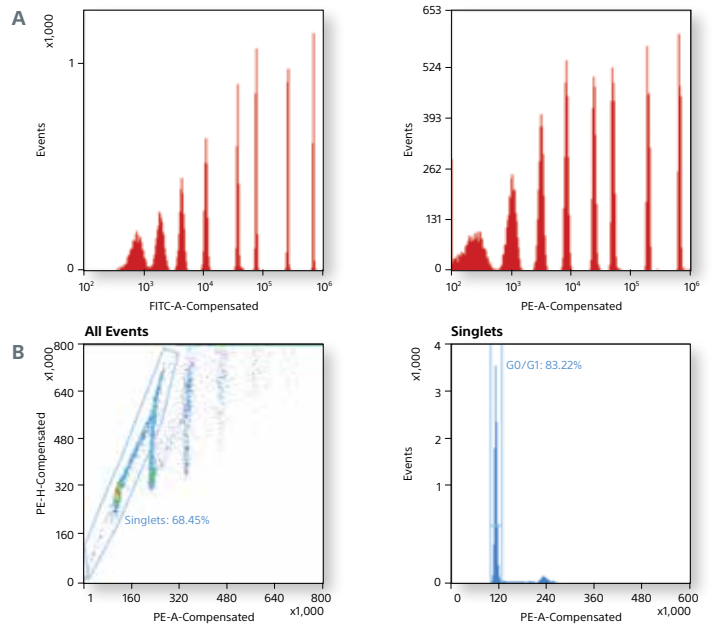 A
x1,000
Events
1
0
10² 10³ 10⁴ 10⁵ 10⁶
FITC-A-Compensated
Events
653
524
393
262
131
0
10² 10³ 10⁴ 10⁵ 10⁶
PE-A-Compensated
B
All Events
x1,000
PE-H-Compensated
800
640
480
320
160
0
Singlets: 68.45%
1 160 320 480 640 800
PE-A-Compensated
x1,000
Singlets
x1,000
Events
4
3
2
1
0
G0/G1: 83.22%
0 120 240 360 480 600
PE-A-Compensated
x1,000